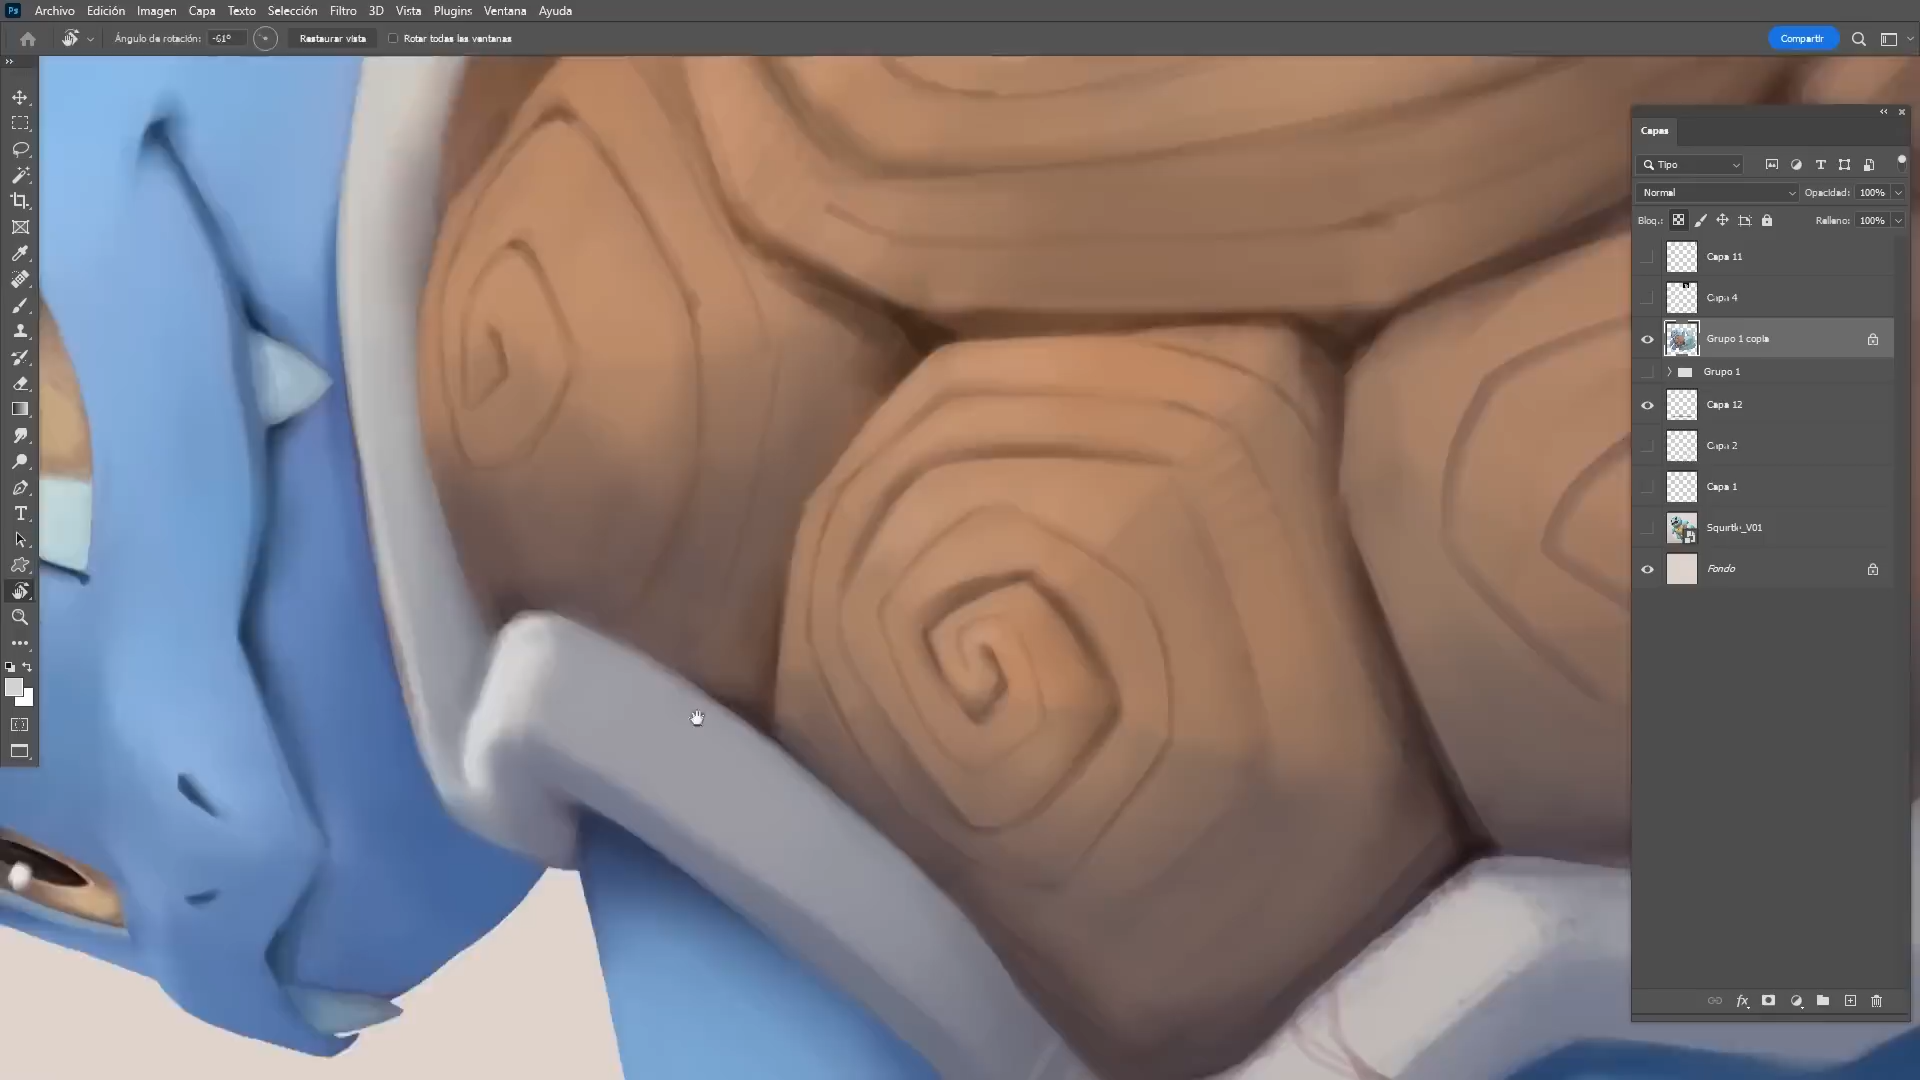 Ps Archivo Edición Imagen Capa Texto Selección Filtro 3D Vista Plugins Ventana Ayuda
Ángulo de rotación: -61° Restaurar vista Rotar todas las ventanas Compartir
Capas
Tipo
Normal Opacidad: 100%
Bloq.: Relleno: 100%
Capa 11
Capa 4
Grupo 1 copia
Grupo 1
Capa 12
Capa 2
Capa 1
Squirtle_V01
Fondo